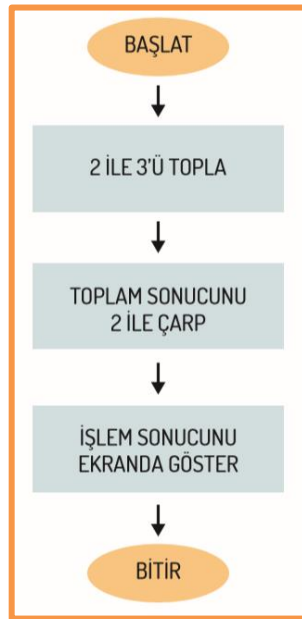 BAŞLAT
2 İLE 3'Ü TOPLA
TOPLAM SONUCUNU
2 İLE ÇARP
İŞLEM SONUCUNU
EKRANDA GÖSTER
BİTİR